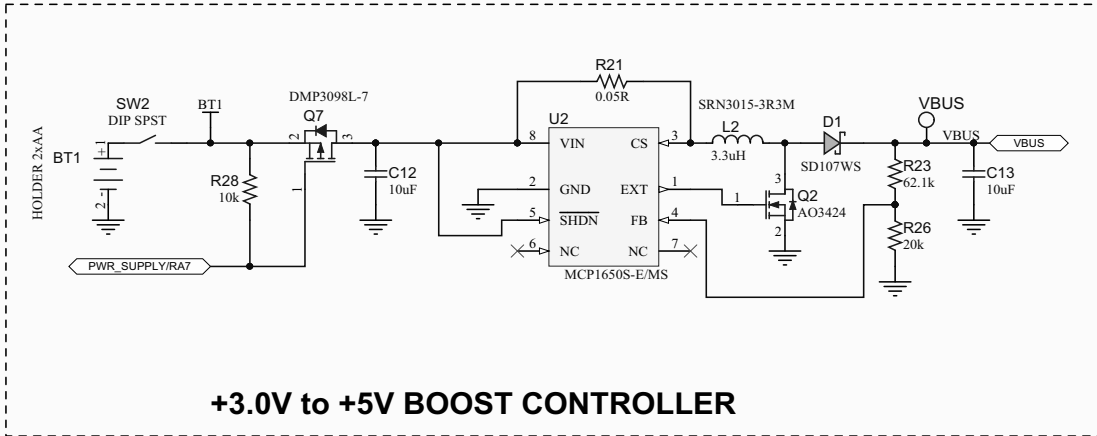 R21
0.05R
SW2
DIP SPST
BT1
DMP3098L-7
Q7
SRN3015-3R3M
VBUS
U2
L2
D1
HOLDER 2xAA
BT1
1
+
2
-
2
3
8
VIN
CS
3
3.3uH
SD107WS
VBUS
VBUS
R28
10k
1
C12
10uF
2
GND
EXT
1
1
3
Q2
AO3424
2
R23
62.1k
C13
10uF
5
SHDN
FB
4
R26
20k
6
NC
NC
7
PWR_SUPPLY/RA7
MCP1650S-E/MS
+3.0V to +5V BOOST CONTROLLER